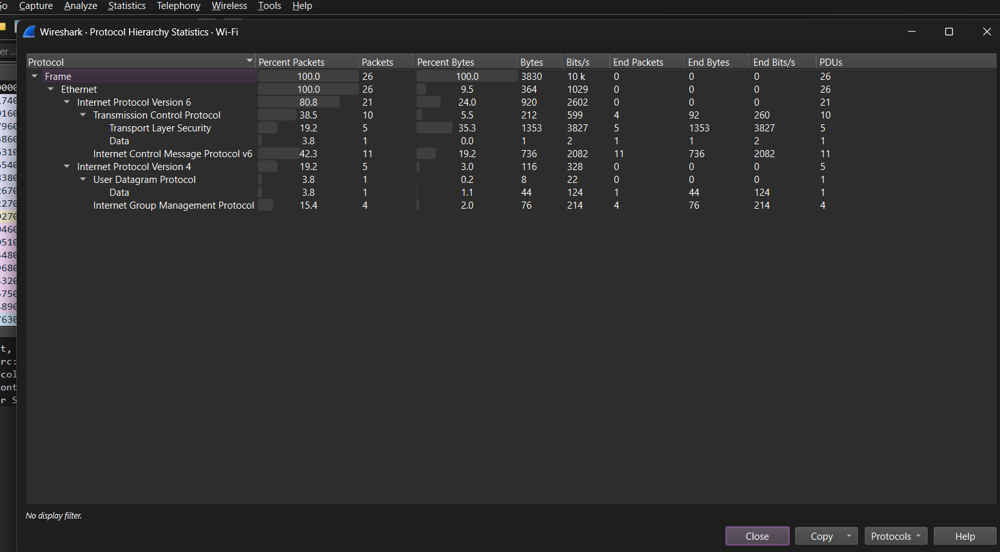 Go Capture Analyze Statistics Telephony Wireless Tools Help
Wireshark · Protocol Hierarchy Statistics · Wi-Fi
er ...
Protocol Percent Packets Packets Percent Bytes Bytes Bits/s End Packets End Bytes End Bits/s PDUs
Frame 100.0 26 100.0 3830 10 k 0 0 0 26
Ethernet 100.0 26 9.5 364 1029 0 0 0 26
Internet Protocol Version 6 80.8 21 24.0 920 2602 0 0 0 21
Transmission Control Protocol 38.5 10 5.5 212 599 4 92 260 10
Transport Layer Security 19.2 5 35.3 1353 3827 5 1353 3827 5
Data 3.8 1 0.0 1 2 1 1 2 1
Internet Control Message Protocol v6 42.3 11 19.2 736 2082 11 736 2082 11
Internet Protocol Version 4 19.2 5 3.0 116 328 0 0 0 5
User Datagram Protocol 3.8 1 0.2 8 22 0 0 0 1
Data 3.8 1 1.1 44 124 1 44 124 1
Internet Group Management Protocol 15.4 4 2.0 76 214 4 76 214 4
t,
rc:
col
ont
r S
No display filter.
Close Copy Protocols Help